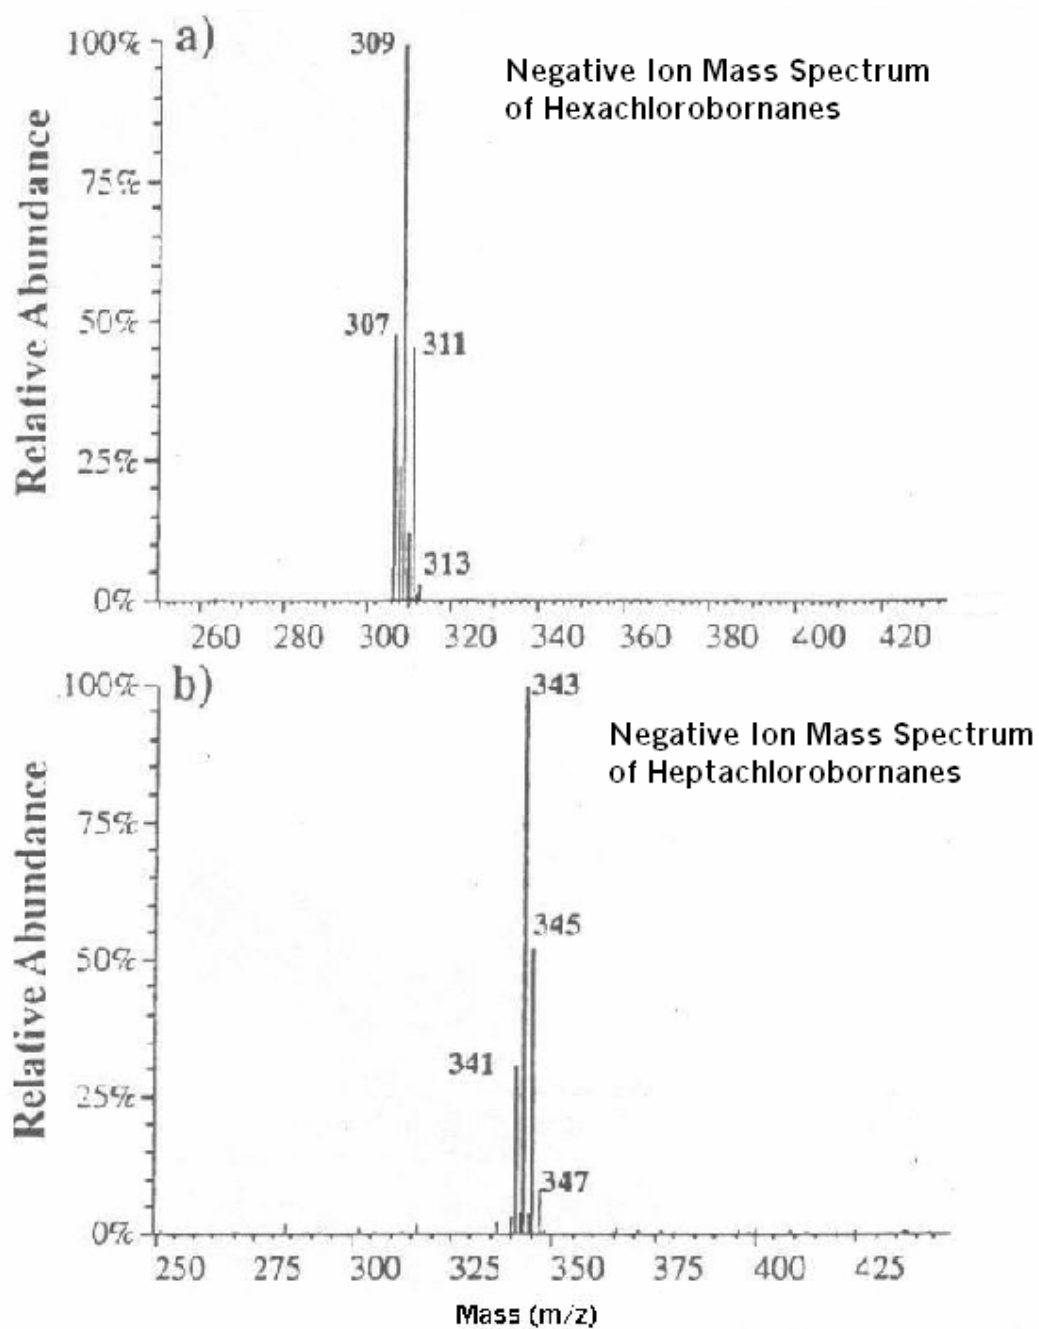 a)
Negative Ion Mass Spectrum
of Hexachlorobornanes
Relative Abundance
100%
75%
50%
25%
0%
309
307
311
313
260 280 300 320 340 360 380 400 420
b)
Negative Ion Mass Spectrum
of Heptachlorobornanes
Relative Abundance
100%
75%
50%
25%
0%
343
345
341
347
250 275 300 325 350 375 400 425
Mass (m/z)